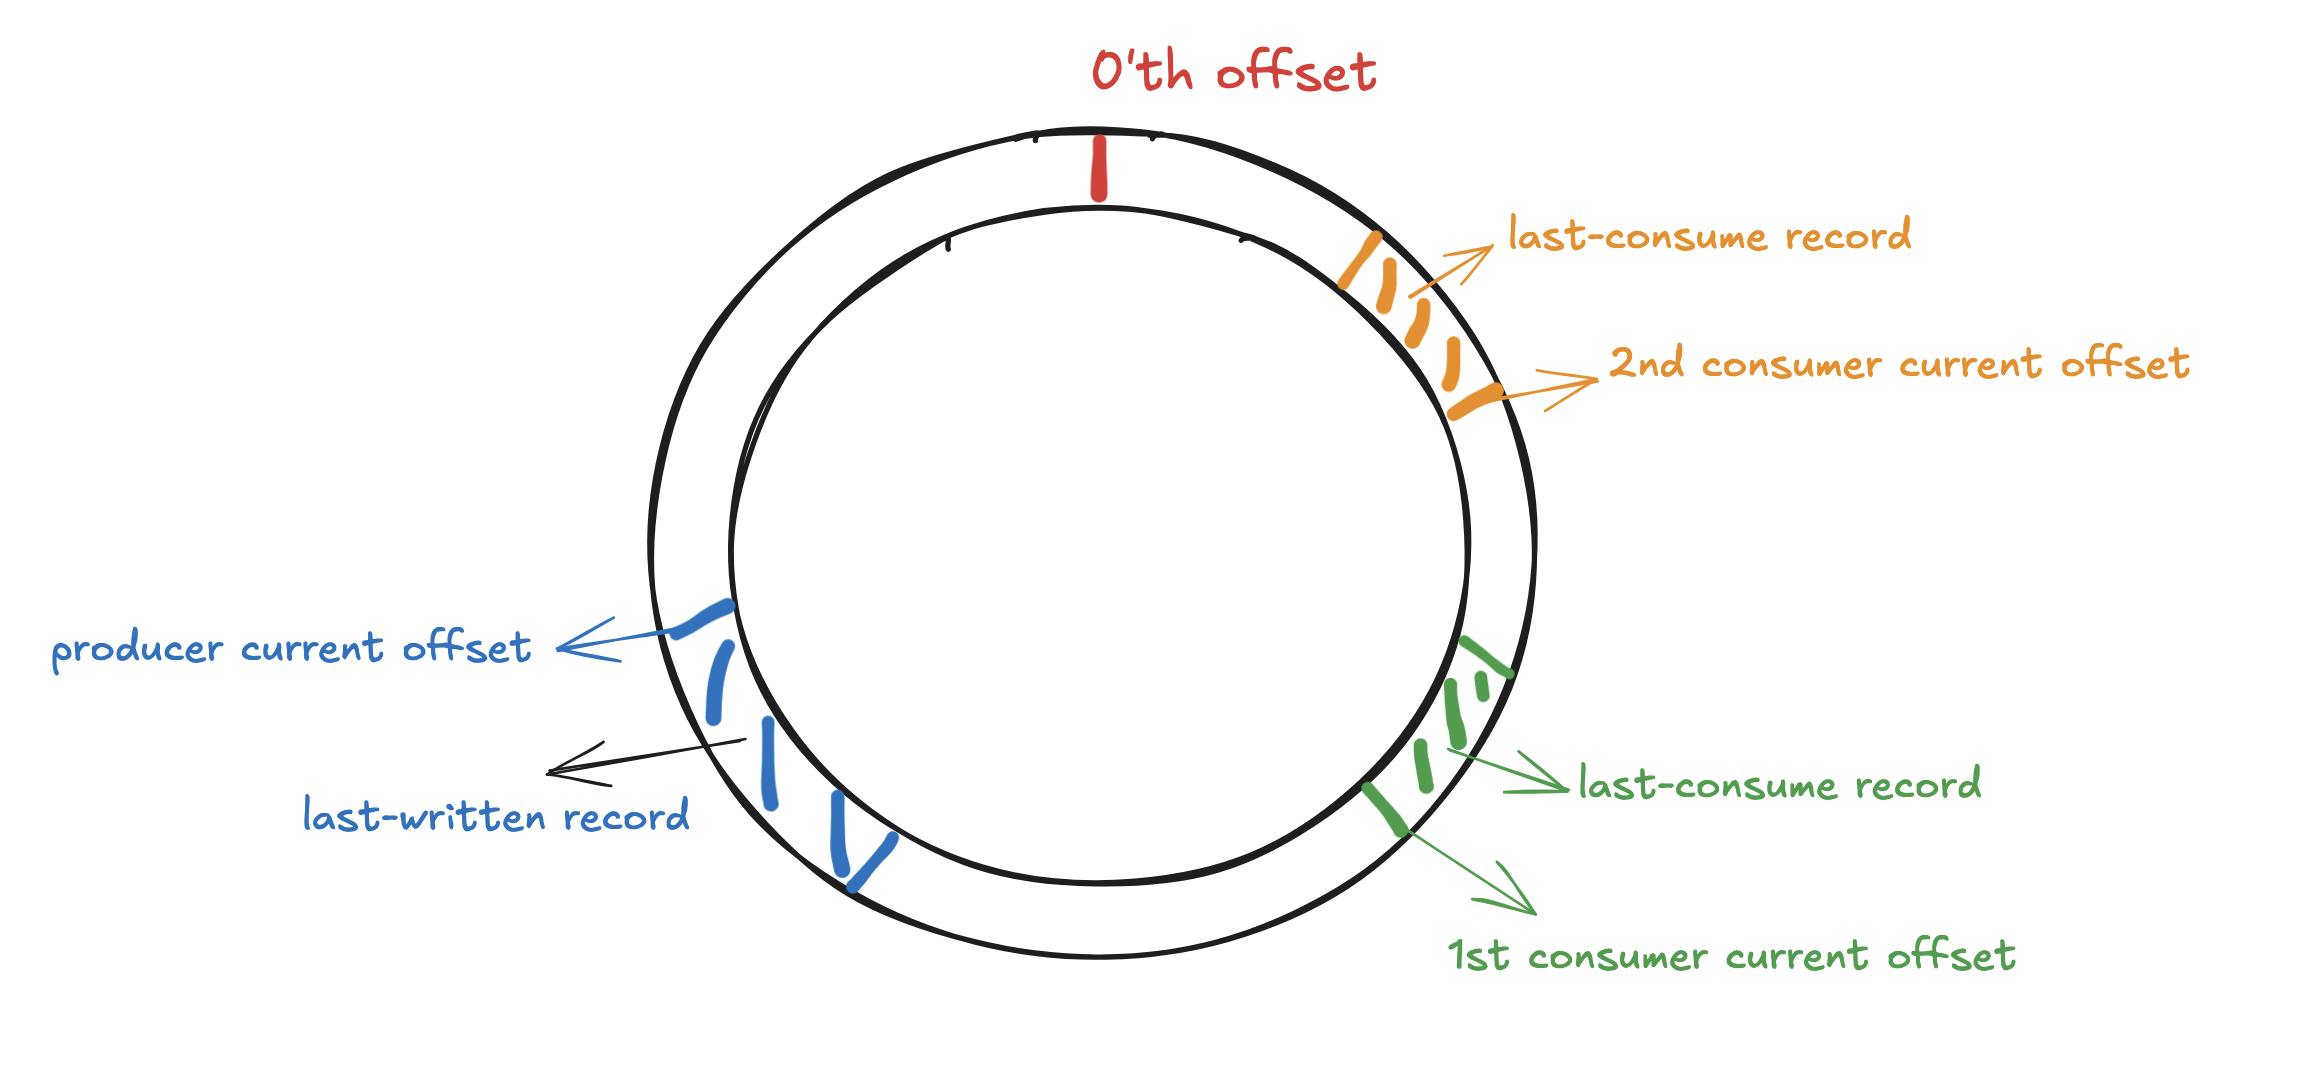 0'th offset
last-consume record
2nd consumer current offset
producer current offset
last-written record
last-consume record
1st consumer current offset